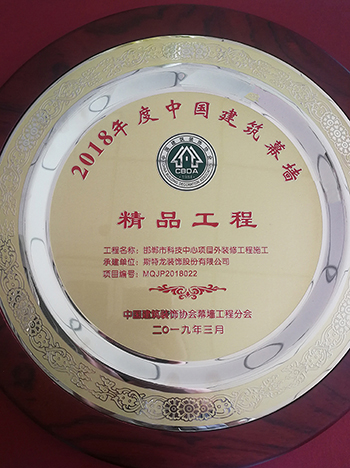 2018年度中国建筑幕墙
CBDA
精品工程
工程名称：邯郸市科技中心项目外装修工程施工
承建单位：斯特龙装饰股份有限公司
项目编号：MQJP2018022
中国建筑装饰协会幕墙工程分会
二〇一九年三月